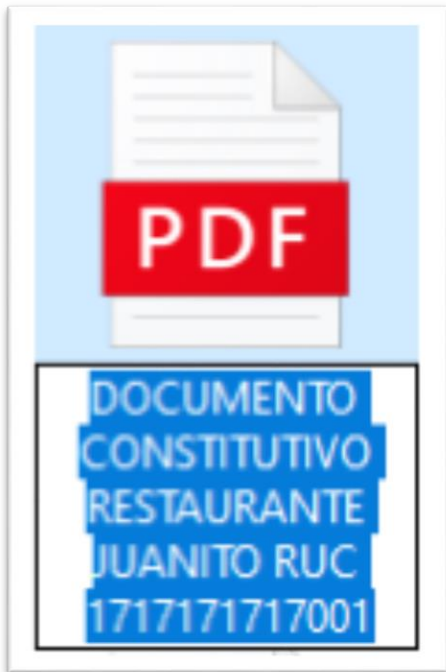 PDF
DOCUMENTO
CONSTITUTIVO
RESTAURANTE
JUANITO RUC
1717171717001